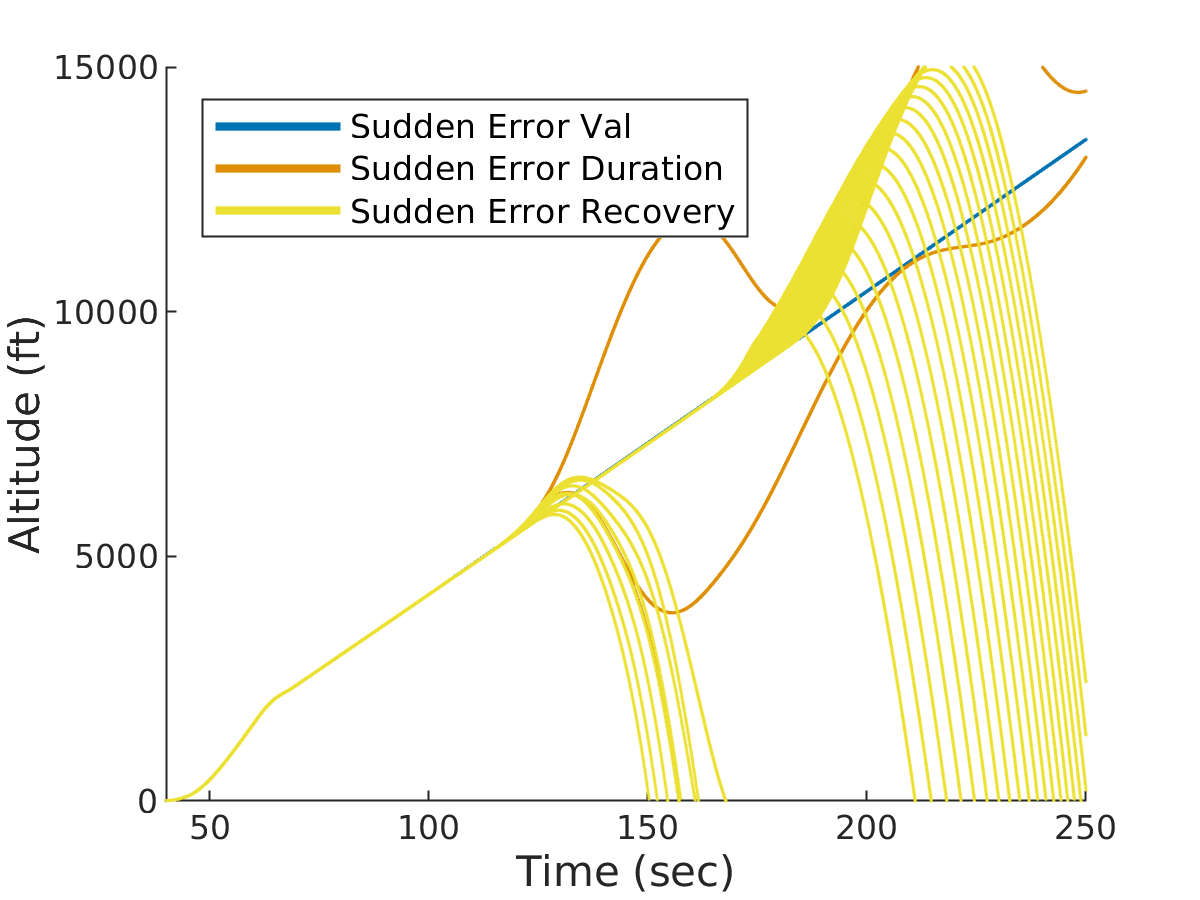 15000
Sudden Error Val
Sudden Error Duration
Sudden Error Recovery
10000
5000
0
50 100 150 200 250
Time (sec)
Altitude (ft)